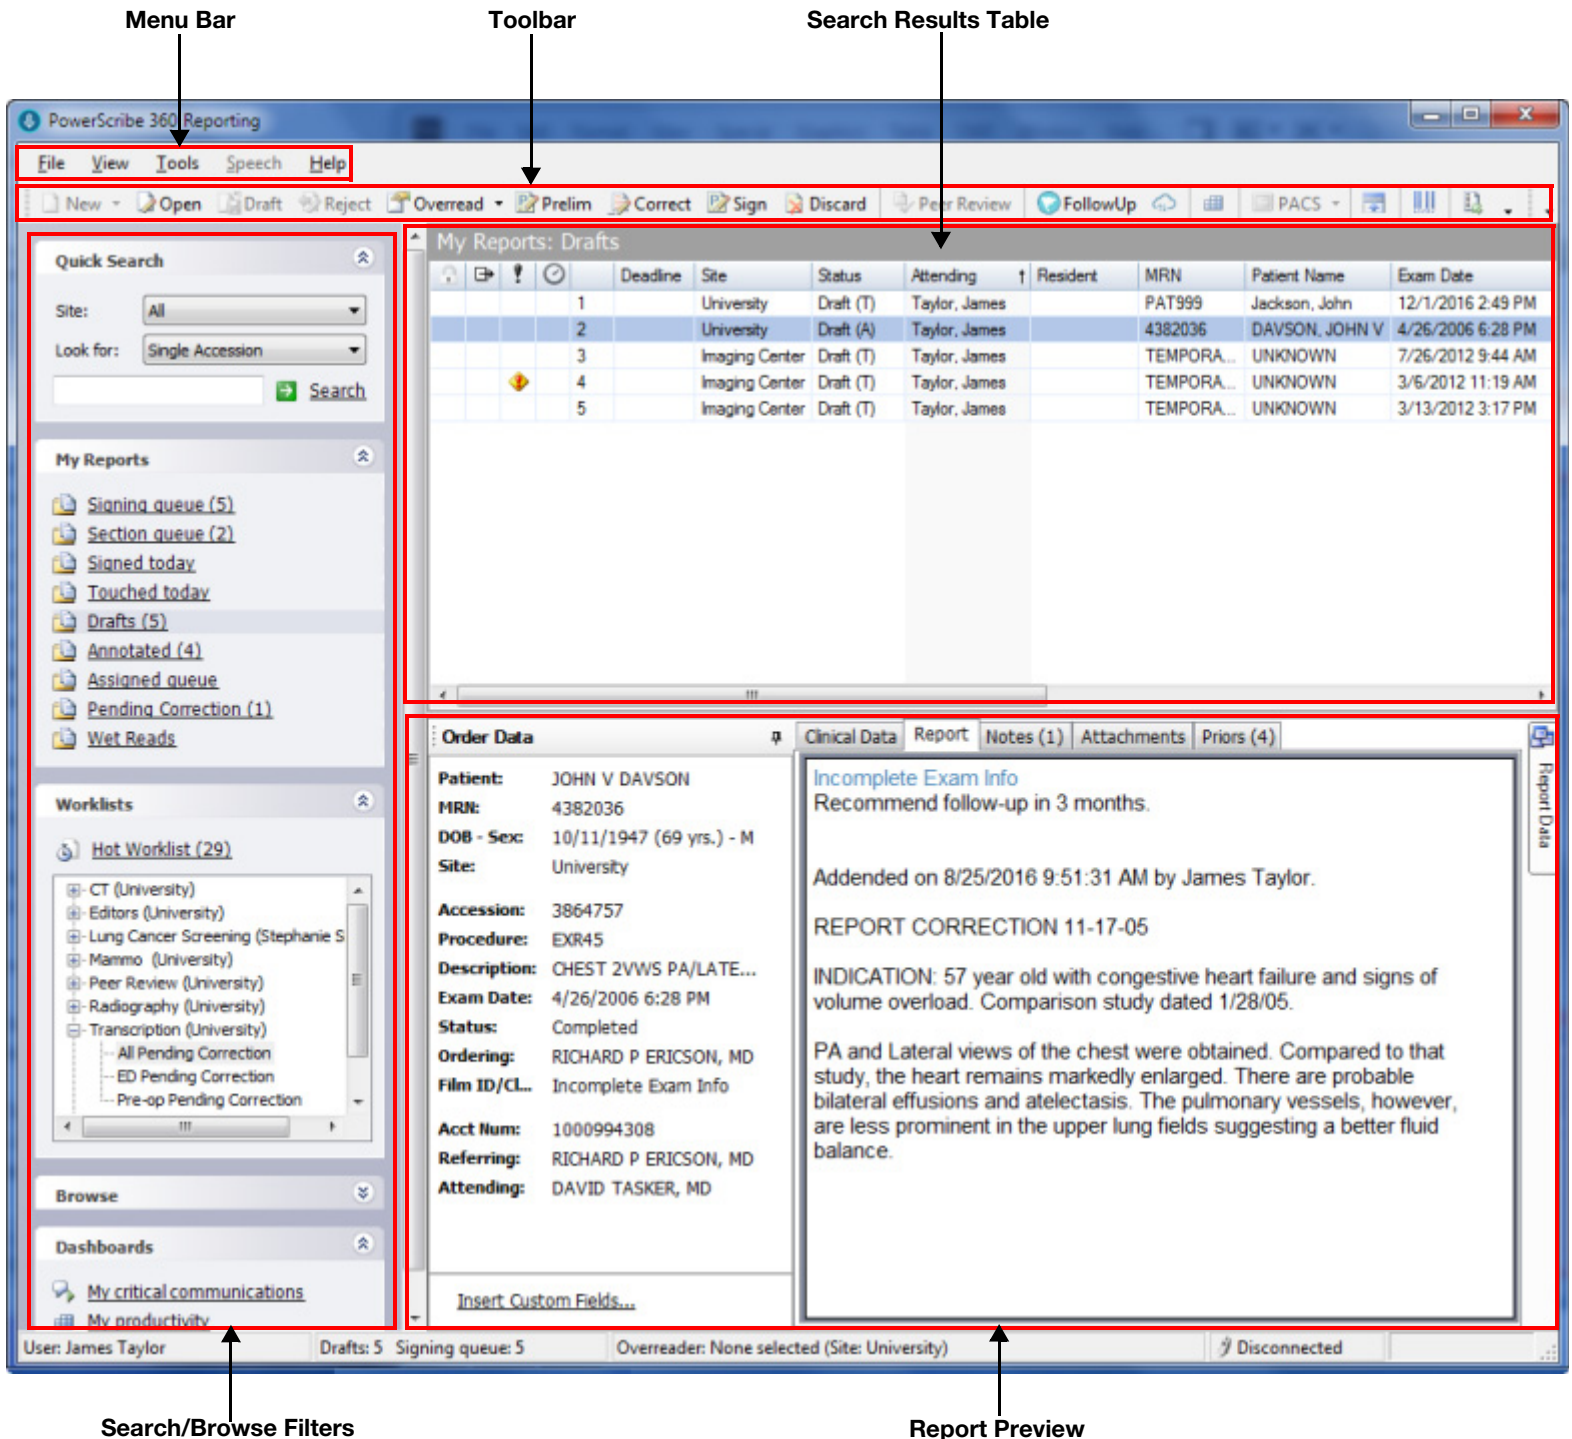 Menu Bar Toolbar Search Results Table
PowerScribe 360 Reporting
File View Tools Speech Help
New Open Draft Reject Overread Prelim Correct Sign Discard Peer Review FollowUp PACS
Quick Search
Site: All
Look for: Single Accession
Search
My Reports
Signing queue (5)
Section queue (2)
Signed today
Touched today
Drafts (5)
Annotated (4)
Assigned queue
Pending Correction (1)
Wet Reads
Worklists
Hot Worklist (29)
CT (University)
Editors (University)
Lung Cancer Screening (Stephanie S
Mammo (University)
Peer Review (University)
Radiography (University)
Transcription (University)
All Pending Correction
ED Pending Correction
Pre-op Pending Correction
Browse
Dashboards
My critical communications
My productivity
My Reports: Drafts
Deadline Site Status Attending Resident MRN Patient Name Exam Date
1 University Draft (T) Taylor, James PAT999 Jackson, John 12/1/2016 2:49 PM
2 University Draft (A) Taylor, James 4382036 DAVSON, JOHN V 4/26/2006 6:28 PM
3 Imaging Center Draft (T) Taylor, James TEMPORA... UNKNOWN 7/26/2012 9:44 AM
4 Imaging Center Draft (T) Taylor, James TEMPORA... UNKNOWN 3/6/2012 11:19 AM
5 Imaging Center Draft (T) Taylor, James TEMPORA... UNKNOWN 3/13/2012 3:17 PM
Order Data
Patient: JOHN V DAVSON
MRN: 4382036
DOB - Sex: 10/11/1947 (69 yrs.) - M
Site: University
Accession: 3864757
Procedure: EXR45
Description: CHEST 2VWS PA/LATE...
Exam Date: 4/26/2006 6:28 PM
Status: Completed
Ordering: RICHARD P ERICSON, MD
Film ID/Cl... Incomplete Exam Info
Acct Num: 1000994308
Referring: RICHARD P ERICSON, MD
Attending: DAVID TASKER, MD
Insert Custom Fields...
Clinical Data Report Notes (1) Attachments Priors (4)
Incomplete Exam Info
Recommend follow-up in 3 months.
Addended on 8/25/2016 9:51:31 AM by James Taylor.
REPORT CORRECTION 11-17-05
INDICATION: 57 year old with congestive heart failure and signs of
volume overload. Comparison study dated 1/28/05.
PA and Lateral views of the chest were obtained. Compared to that
study, the heart remains markedly enlarged. There are probable
bilateral effusions and atelectasis. The pulmonary vessels, however,
are less prominent in the upper lung fields suggesting a better fluid
balance.
Report Data
User: James Taylor Drafts: 5 Signing queue: 5 Overreader: None selected (Site: University) Disconnected
Search/Browse Filters Report Preview